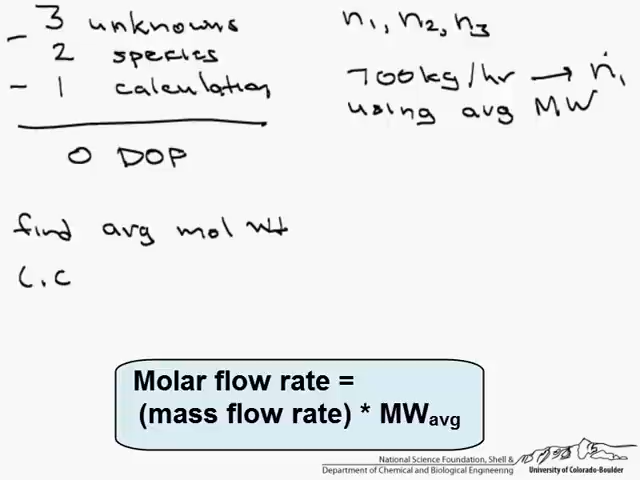 3 unknowns
- 2 species
- 1 calculation
0 DOF
n1, n2, n3
700kg/hr → ṅ1
using avg MW
find avg mol wt
Molar flow rate =
(mass flow rate) * MWavg
National Science Foundation, Shell &
Department of Chemical and Biological Engineering
University of Colorado-Boulder